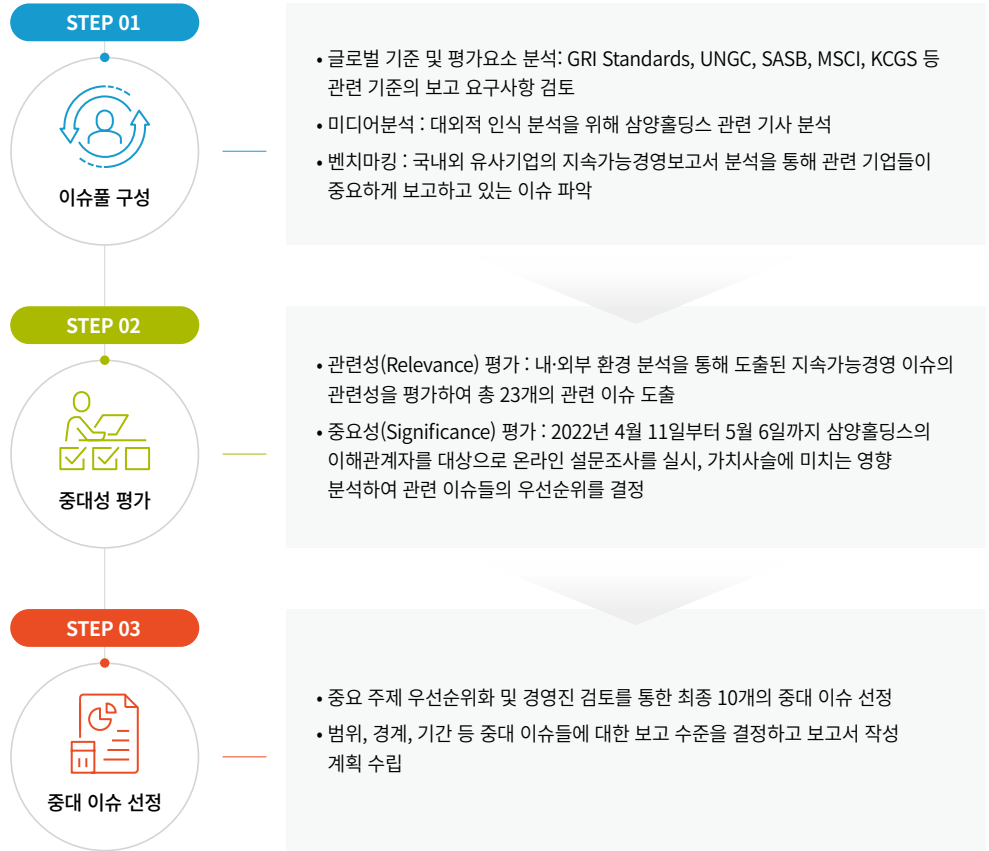 STEP 01
이슈풀 구성
• 글로벌 기준 및 평가요소 분석: GRI Standards, UNGC, SASB, MSCI, KCGS 등
관련 기준의 보고 요구사항 검토
• 미디어분석 : 대외적 인식 분석을 위해 삼양홀딩스 관련 기사 분석
• 벤치마킹 : 국내외 유사기업의 지속가능경영보고서 분석을 통해 관련 기업들이
중요하게 보고하고 있는 이슈 파악
STEP 02
중대성 평가
• 관련성(Relevance) 평가 : 내·외부 환경 분석을 통해 도출된 지속가능경영 이슈의
관련성을 평가하여 총 23개의 관련 이슈 도출
• 중요성(Significance) 평가 : 2022년 4월 11일부터 5월 6일까지 삼양홀딩스의
이해관계자를 대상으로 온라인 설문조사를 실시, 가치사슬에 미치는 영향
분석하여 관련 이슈들의 우선순위를 결정
STEP 03
중대 이슈 선정
• 중요 주제 우선순위화 및 경영진 검토를 통한 최종 10개의 중대 이슈 선정
• 범위, 경계, 기간 등 중대 이슈들에 대한 보고 수준을 결정하고 보고서 작성
계획 수립